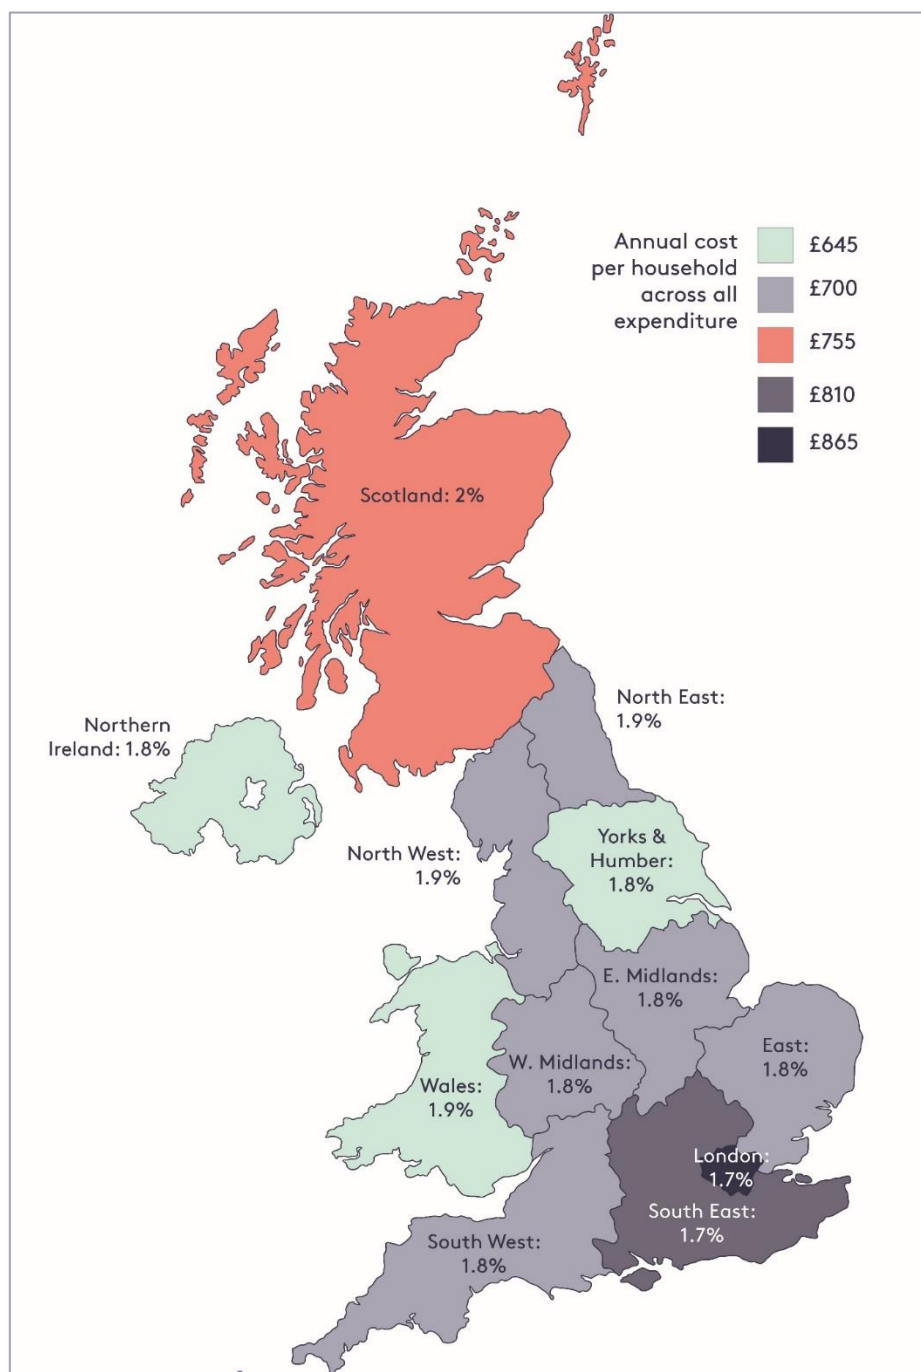 Annual cost
per household
across all
expenditure
£645
£700
£755
£810
£865
Scotland: 2%
North East:
1.9%
Northern
Ireland: 1.8%
North West:
1.9%
Yorks &
Humber:
1.8%
E. Midlands:
1.8%
East:
1.8%
W. Midlands:
1.8%
Wales:
1.9%
London:
1.7%
South East:
1.7%
South West:
1.8%